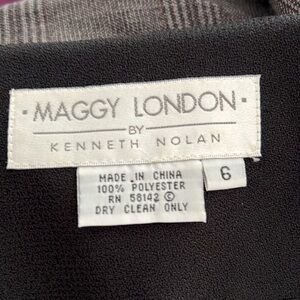 · MAGGY LONDON ·
BY
KENNETH NOLAN
MADE IN CHINA
100% POLYESTER
RN 58142 ©
DRY CLEAN ONLY
6